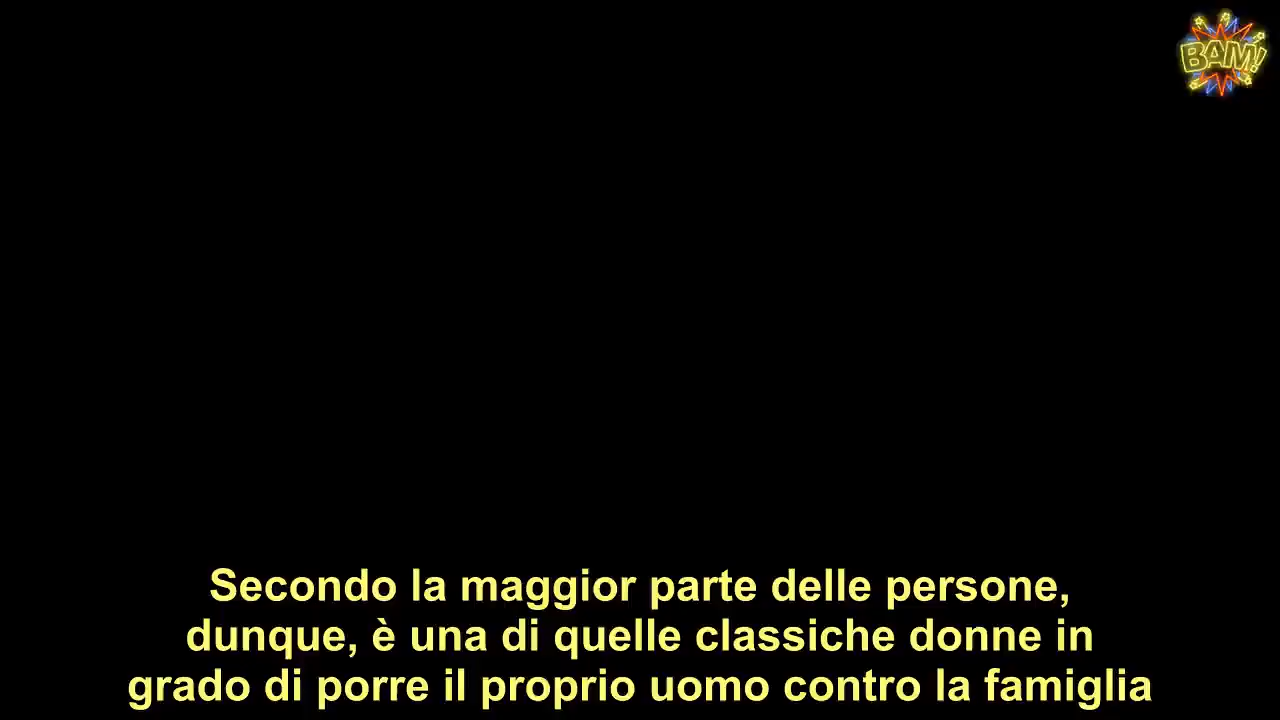 BAM!
Secondo la maggior parte delle persone,
dunque, è una di quelle classiche donne in
grado di porre il proprio uomo contro la famiglia